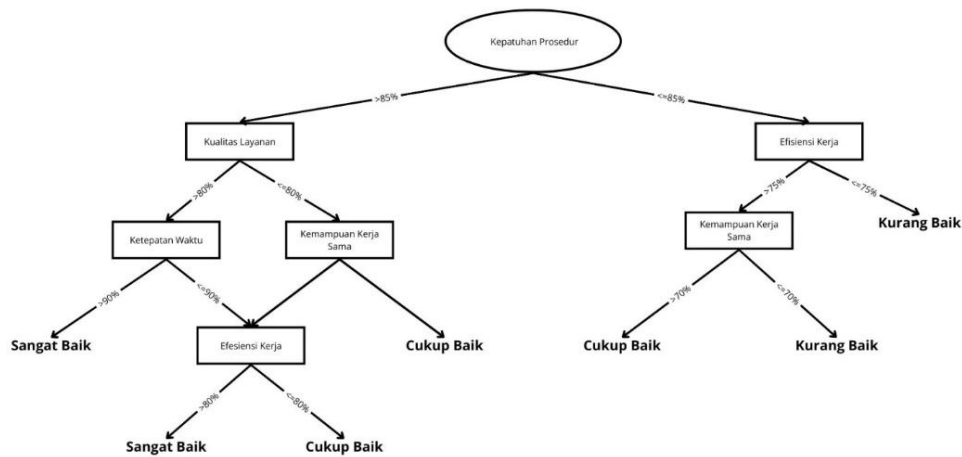 Kepatuhan Prosedur
>85%
<=85%
Kualitas Layanan
Efisiensi Kerja
>80%
<=80%
>75%
<=75%
Ketepatan Waktu
Kemampuan Kerja
Sama
Kemampuan Kerja
Sama
Kurang Baik
>90%
<=90%
>70%
<=70%
Sangat Baik
Efesiensi Kerja
Cukup Baik
Cukup Baik
Kurang Baik
>80%
<=80%
Sangat Baik
Cukup Baik